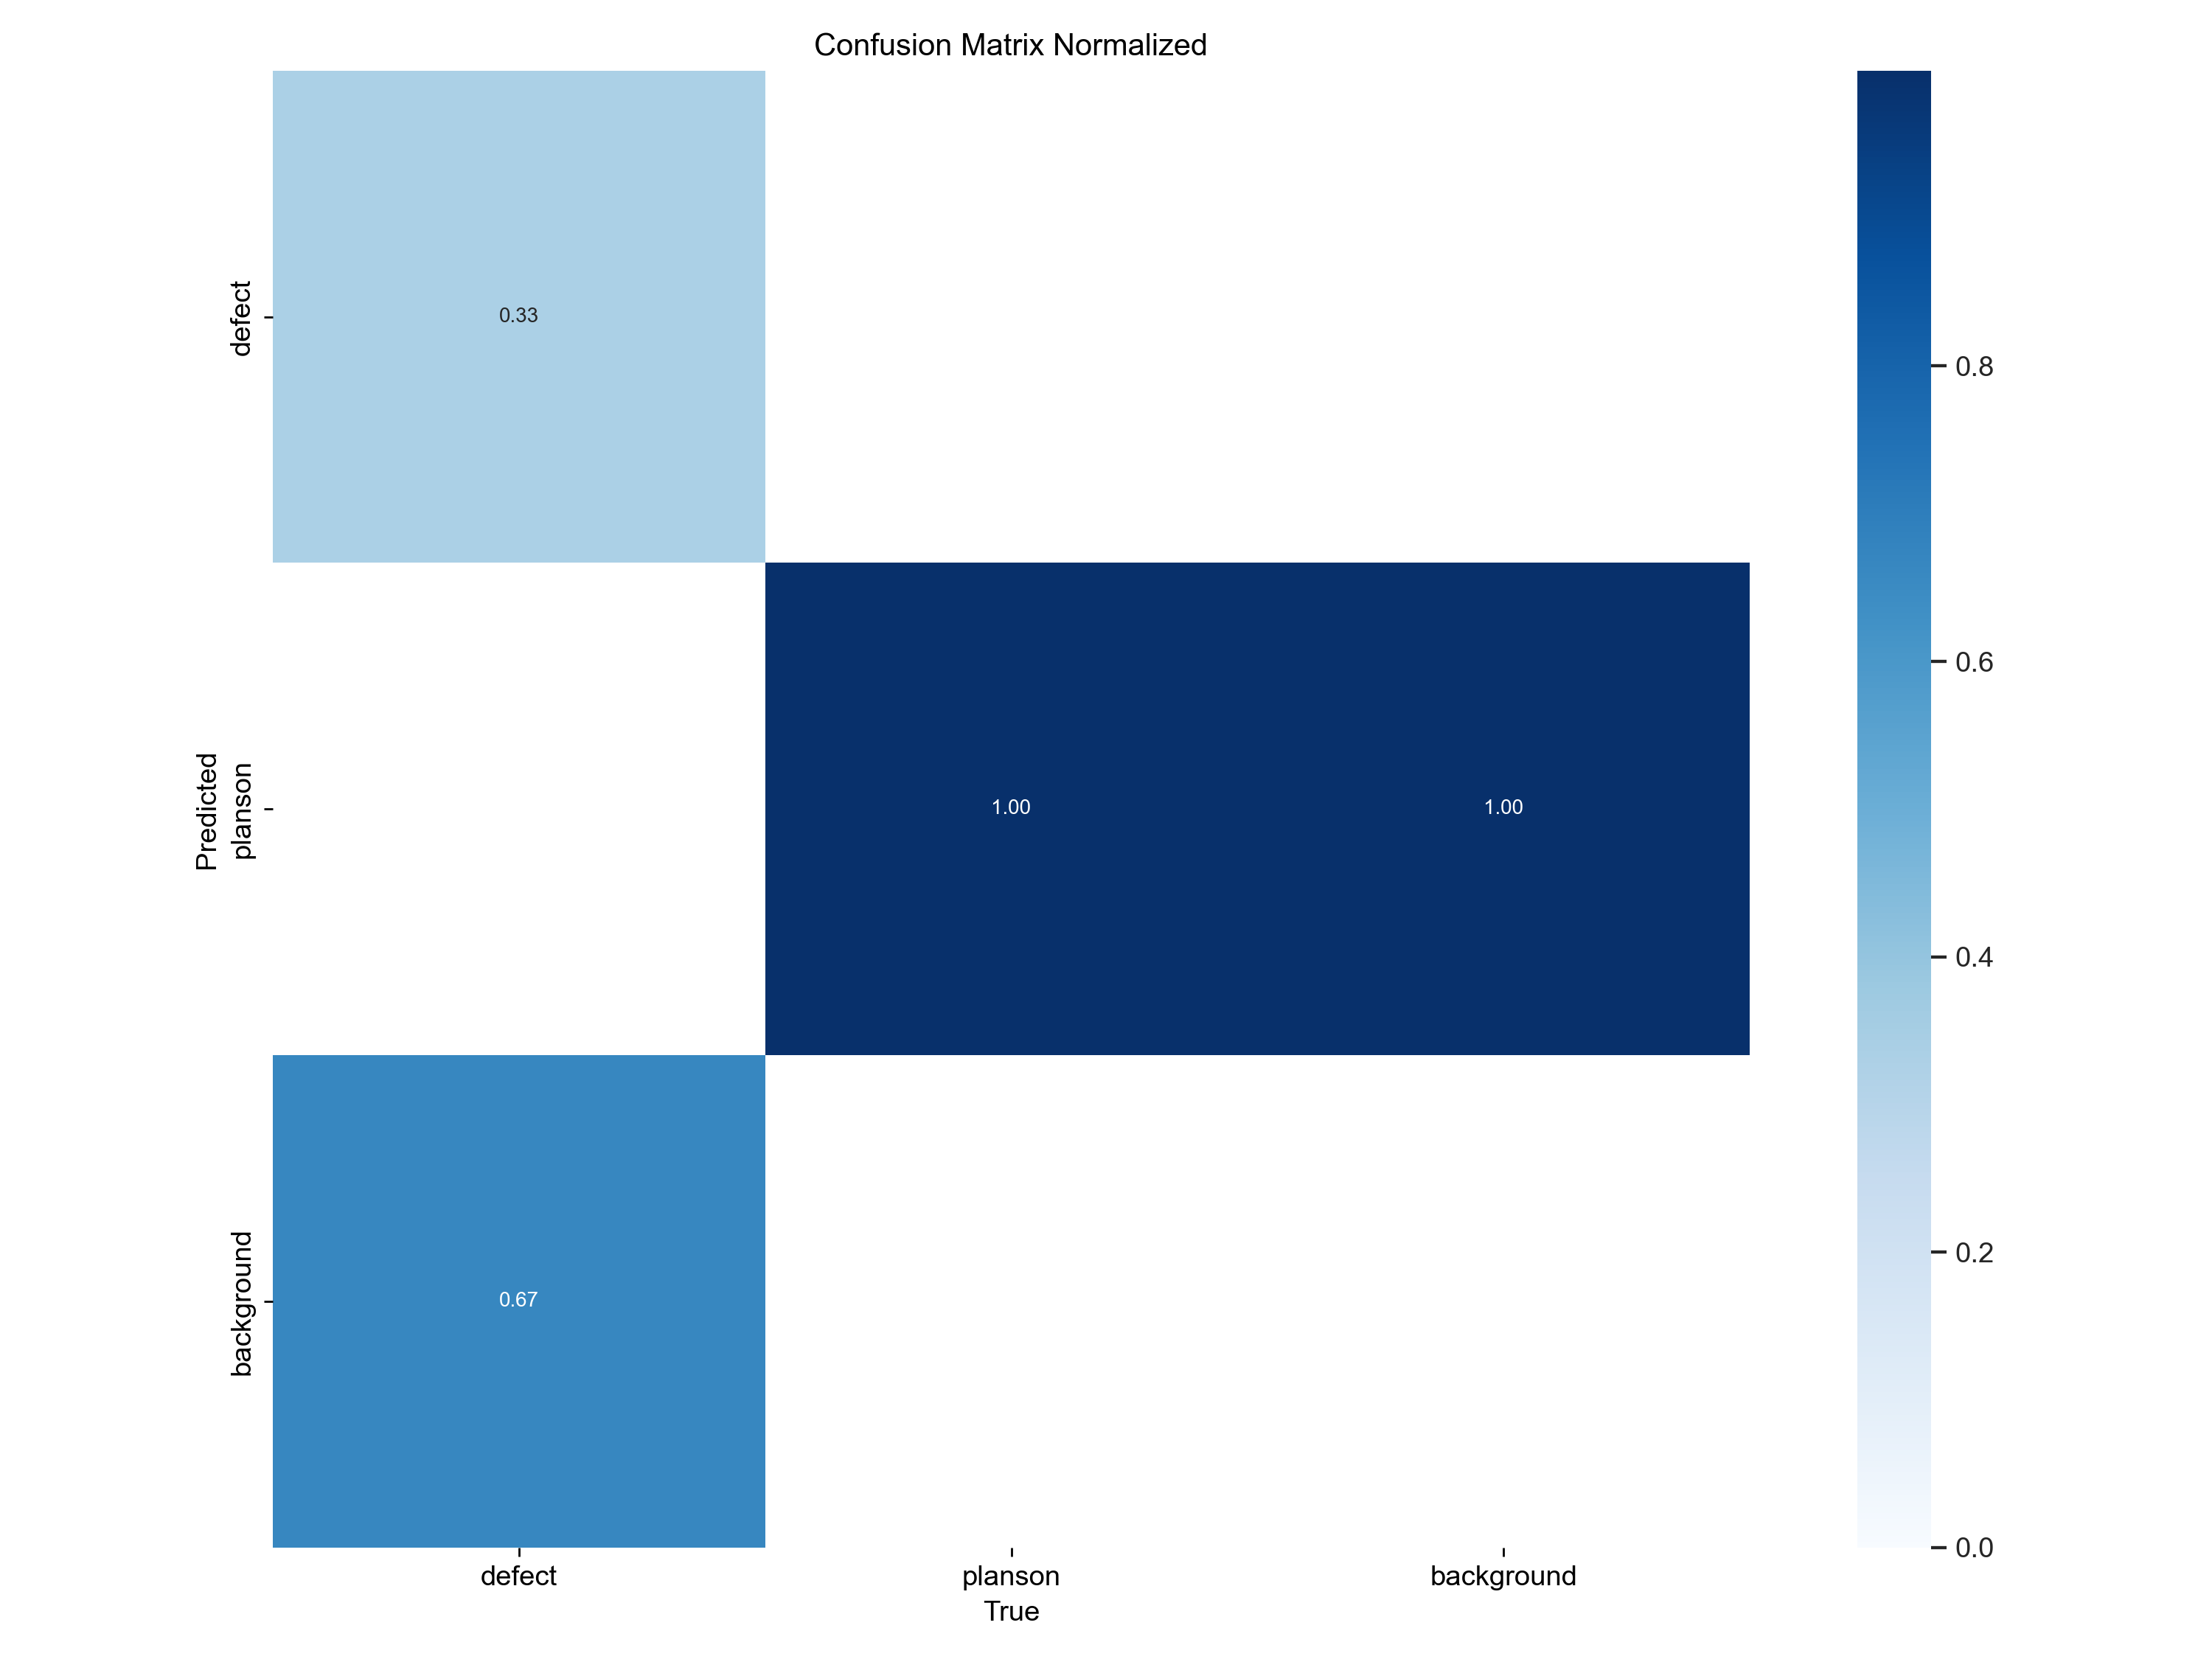 Confusion Matrix Normalized
defect
0.33
Predicted
planson
1.00
1.00
background
0.67
defect
planson
background
True
0.8
0.6
0.4
0.2
0.0